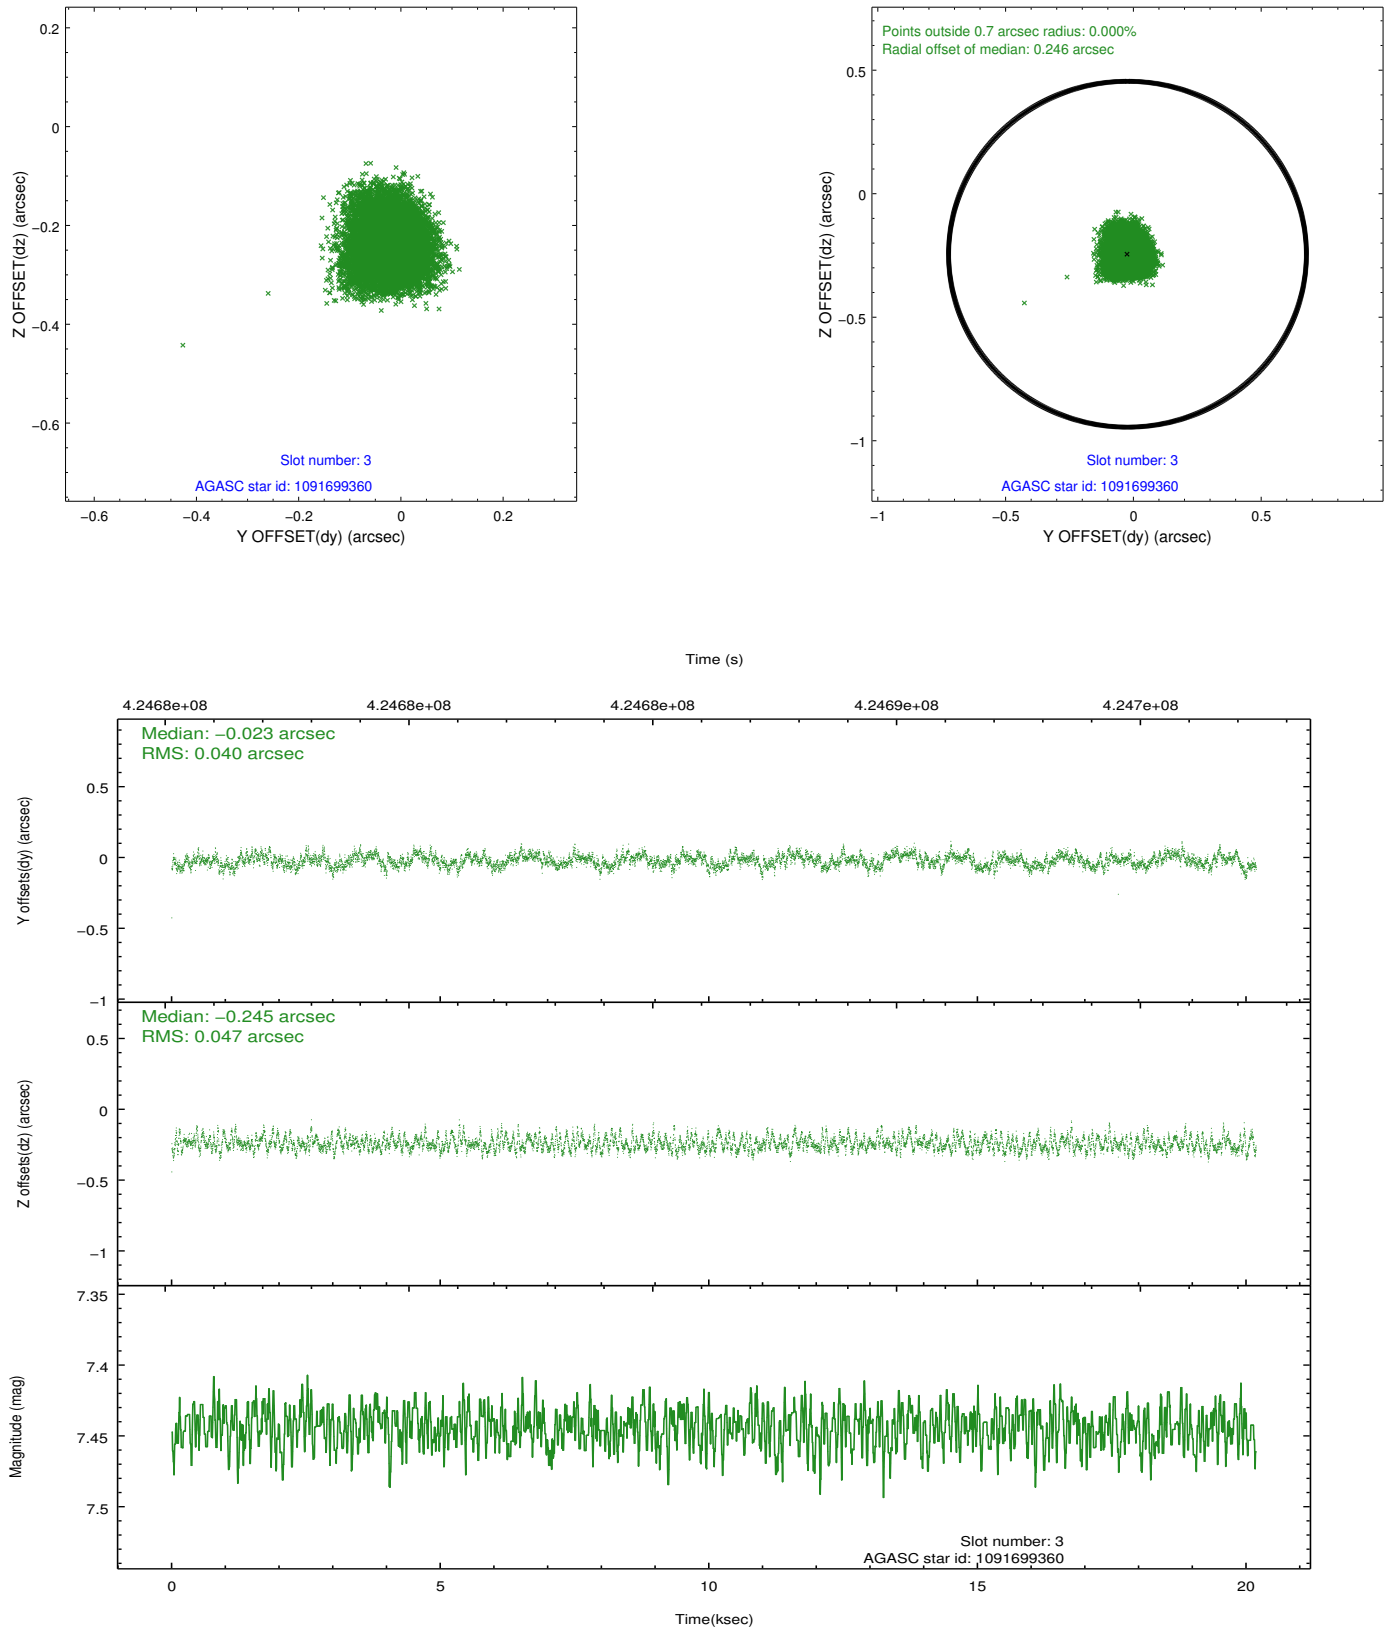 0.2
0
−0.2
−0.4
−0.6
Z OFFSET(dz) (arcsec)
Slot number: 3
AGASC star id: 1091699360
−0.6
−0.4
−0.2
0
0.2
Y OFFSET(dy) (arcsec)
Points outside 0.7 arcsec radius: 0.000%
Radial offset of median: 0.246 arcsec
0.5
0
−0.5
−1
Z OFFSET(dz) (arcsec)
Slot number: 3
AGASC star id: 1091699360
−1
−0.5
0
0.5
Y OFFSET(dy) (arcsec)
Time (s)
4.2468e+08
4.2468e+08
4.2468e+08
4.2469e+08
4.247e+08
Median: −0.023 arcsec
RMS: 0.040 arcsec
0.5
0
−0.5
−1
Y offsets(dy) (arcsec)
Median: −0.245 arcsec
RMS: 0.047 arcsec
0.5
0
−0.5
−1
Z offsets(dz) (arcsec)
7.35
7.4
7.45
7.5
Magnitude (mag)
Slot number: 3
AGASC star id: 1091699360
0
5
10
15
20
Time(ksec)